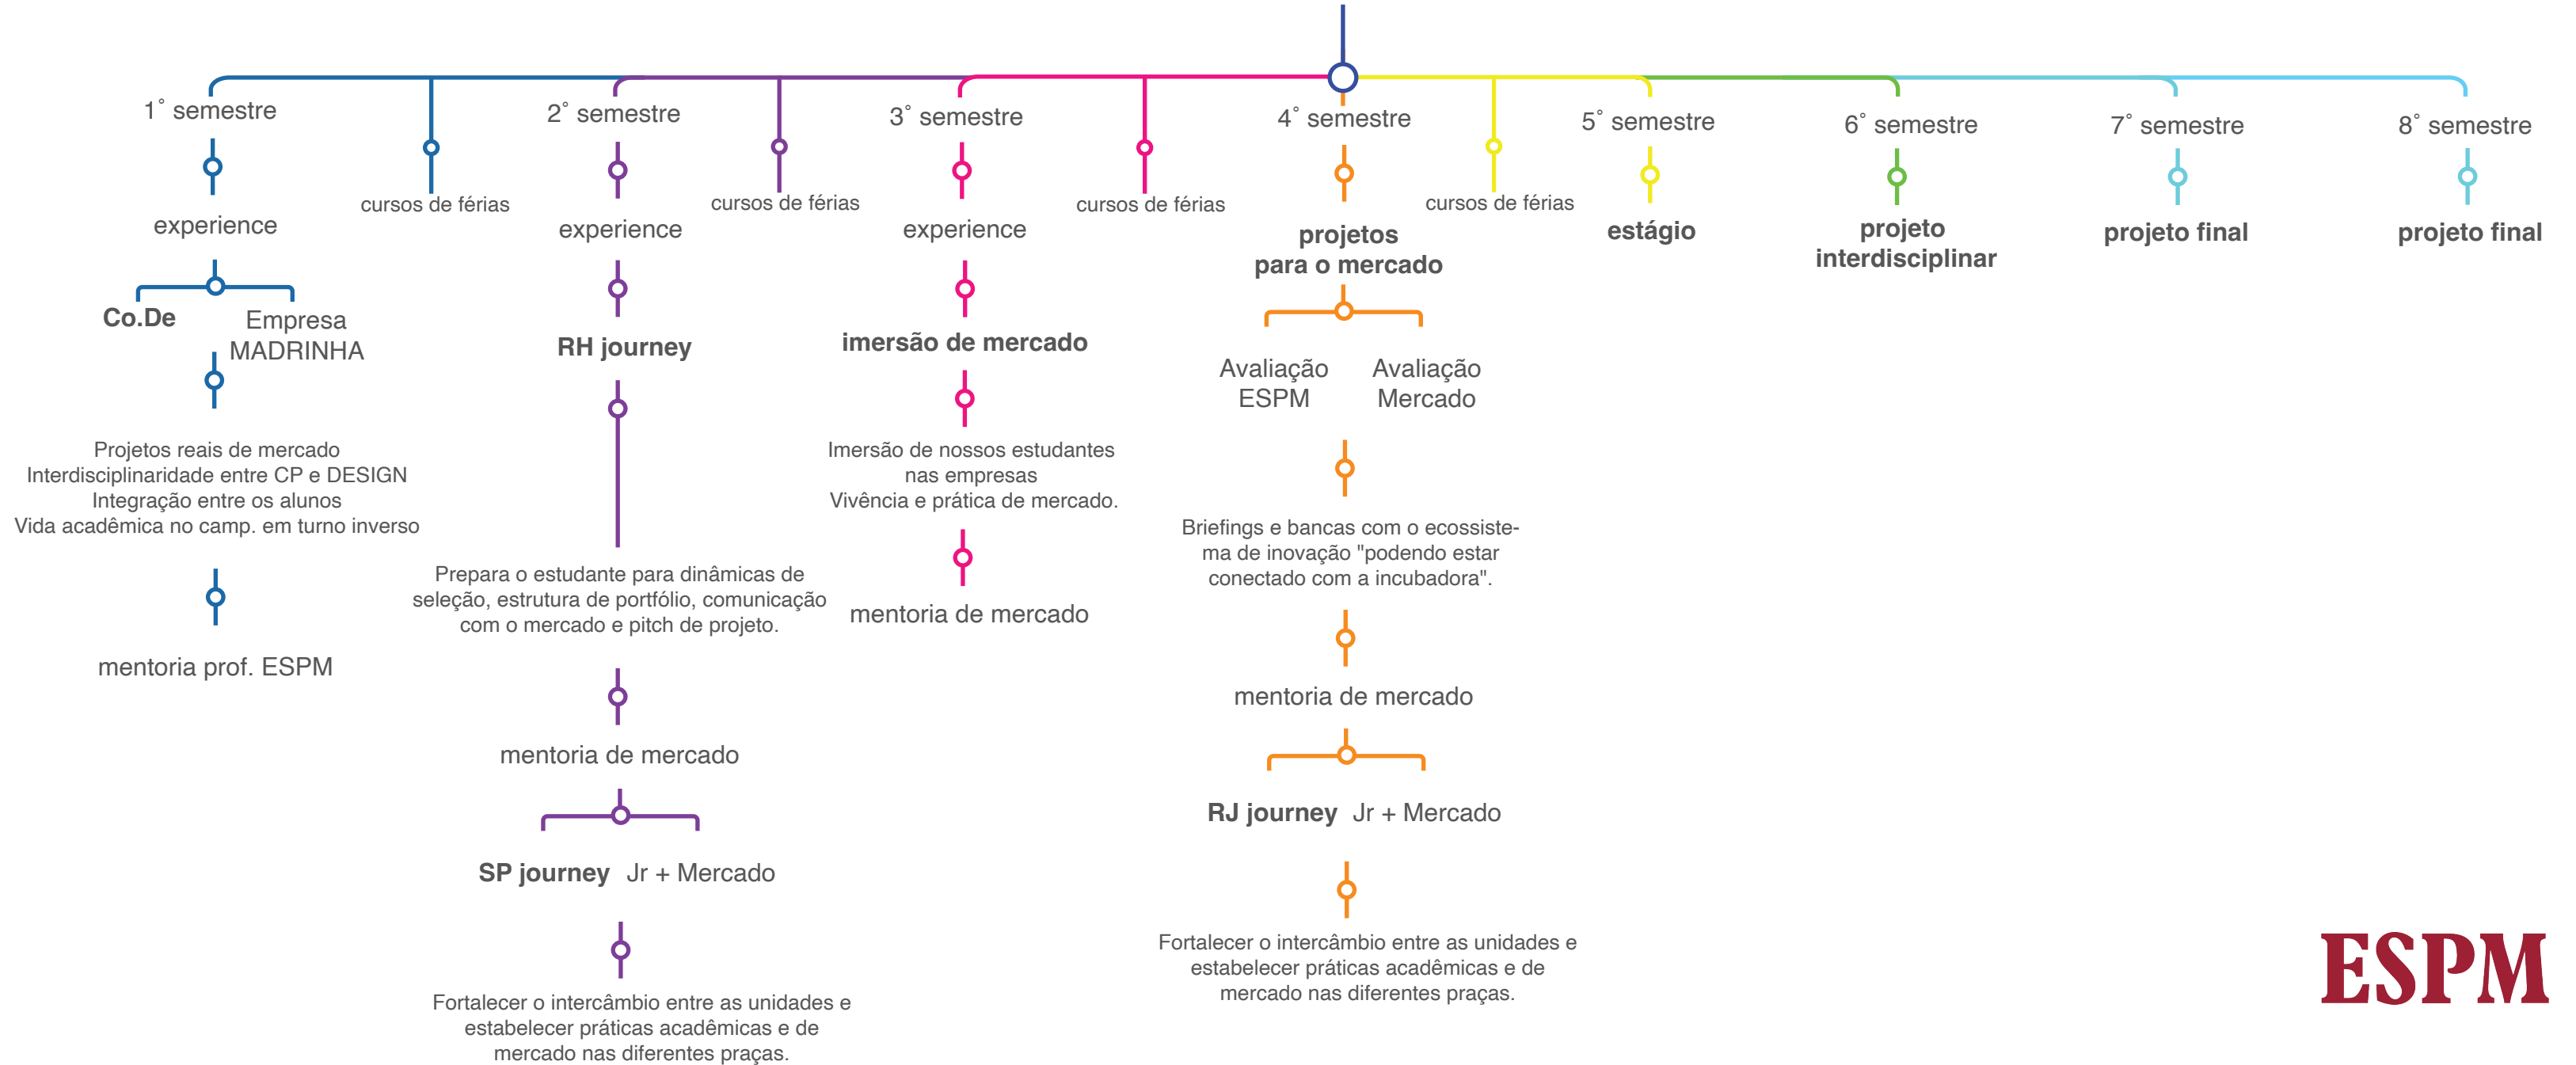 1° semestre
experience
Co.De
Empresa
MADRINHA
Projetos reais de mercado
Interdisciplinaridade entre CP e DESIGN
Integração entre os alunos
Vida acadêmica no camp. em turno inverso
mentoria prof. ESPM
cursos de férias
2° semestre
experience
RH journey
Prepara o estudante para dinâmicas de
seleção, estrutura de portfólio, comunicação
com o mercado e pitch de projeto.
mentoria de mercado
SP journey Jr + Mercado
Fortalecer o intercâmbio entre as unidades e
estabelecer práticas acadêmicas e de
mercado nas diferentes praças.
cursos de férias
3° semestre
experience
imersão de mercado
Imersão de nossos estudantes
nas empresas
Vivência e prática de mercado.
mentoria de mercado
cursos de férias
4° semestre
projetos
para o mercado
Avaliação
ESPM
Avaliação
Mercado
Briefings e bancas com o ecossiste-
ma de inovação "podendo estar
conectado com a incubadora".
mentoria de mercado
RJ journey Jr + Mercado
Fortalecer o intercâmbio entre as unidades e
estabelecer práticas acadêmicas e de
mercado nas diferentes praças.
cursos de férias
5° semestre
estágio
6° semestre
projeto
interdisciplinar
7° semestre
projeto final
8° semestre
projeto final
ESPM